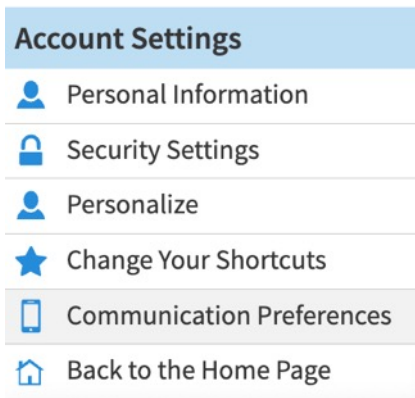 Account Settings
Personal Information
Security Settings
Personalize
Change Your Shortcuts
Communication Preferences
Back to the Home Page